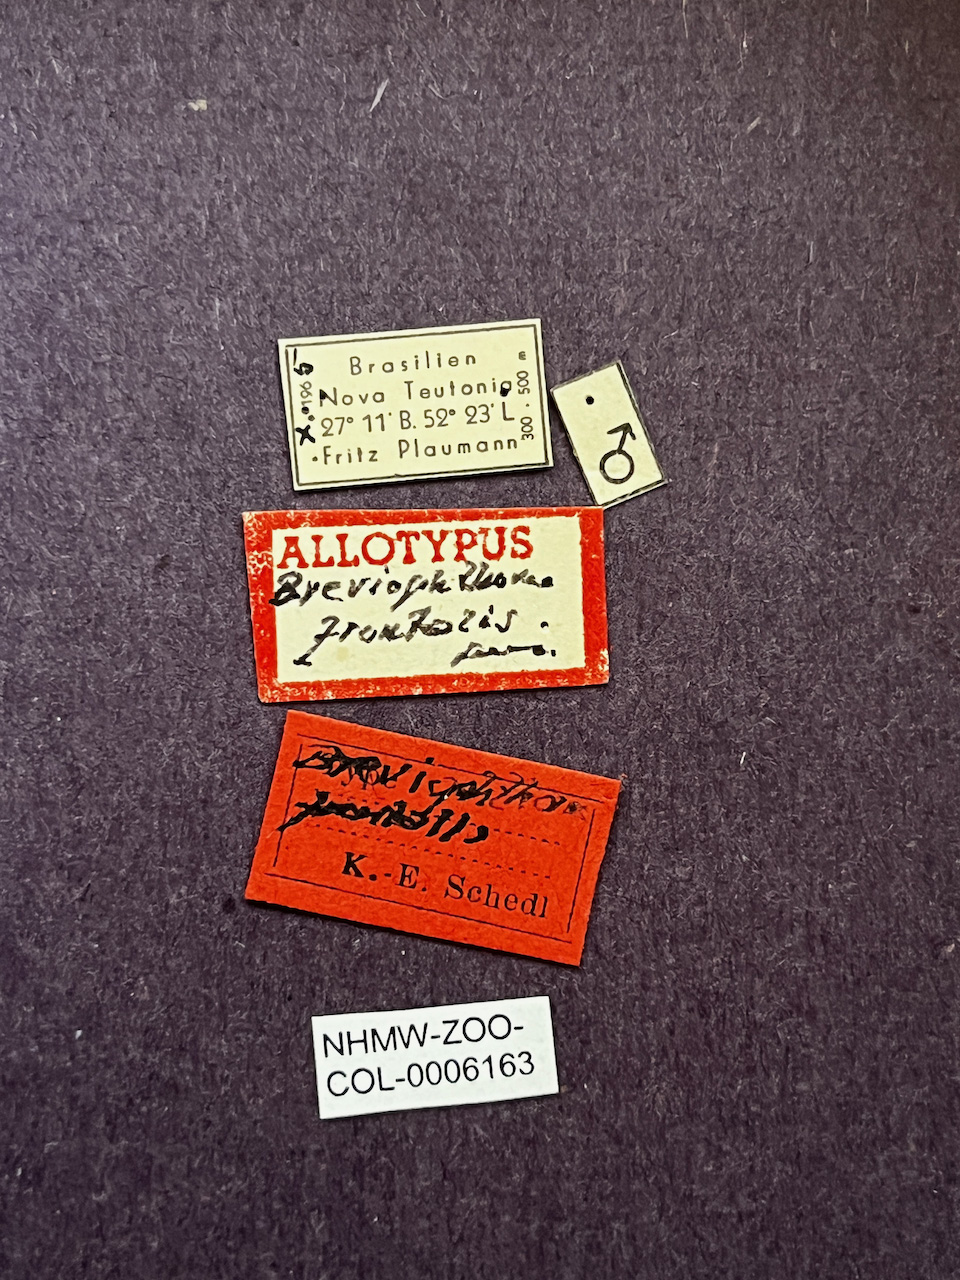 Brasilien
Nova Teutonia
27° 11' B. 52° 23' L
Fritz Plaumann
X. 1965
300 . 500 m
♂
ALLOTYPUS
Breviophthorus
frontalis.
K. E. Schedl
NHMW-ZOO-
COL-0006163